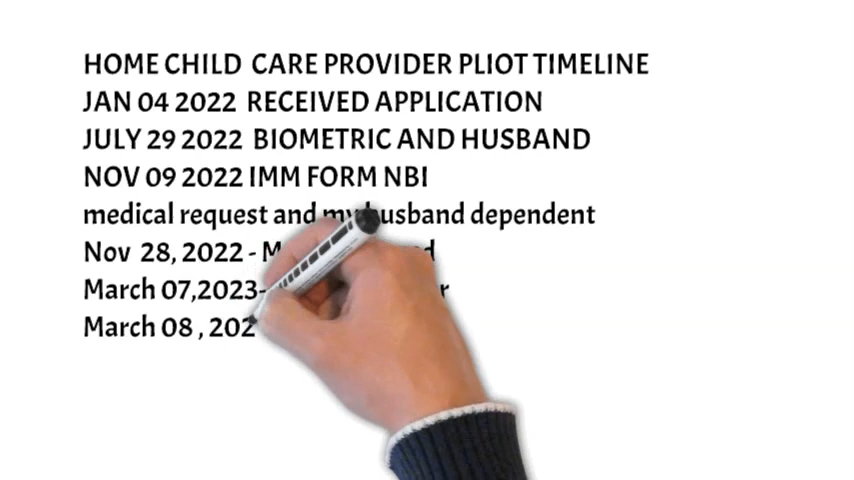 HOME CHILD CARE PROVIDER PLIOT TIMELINE
JAN 04 2022 RECEIVED APPLICATION
JULY 29 2022 BIOMETRIC AND HUSBAND
NOV 09 2022 IMM FORM NBI
medical request and my husband dependent
Nov 28, 2022 -
March 07,2023-
March 08 , 202